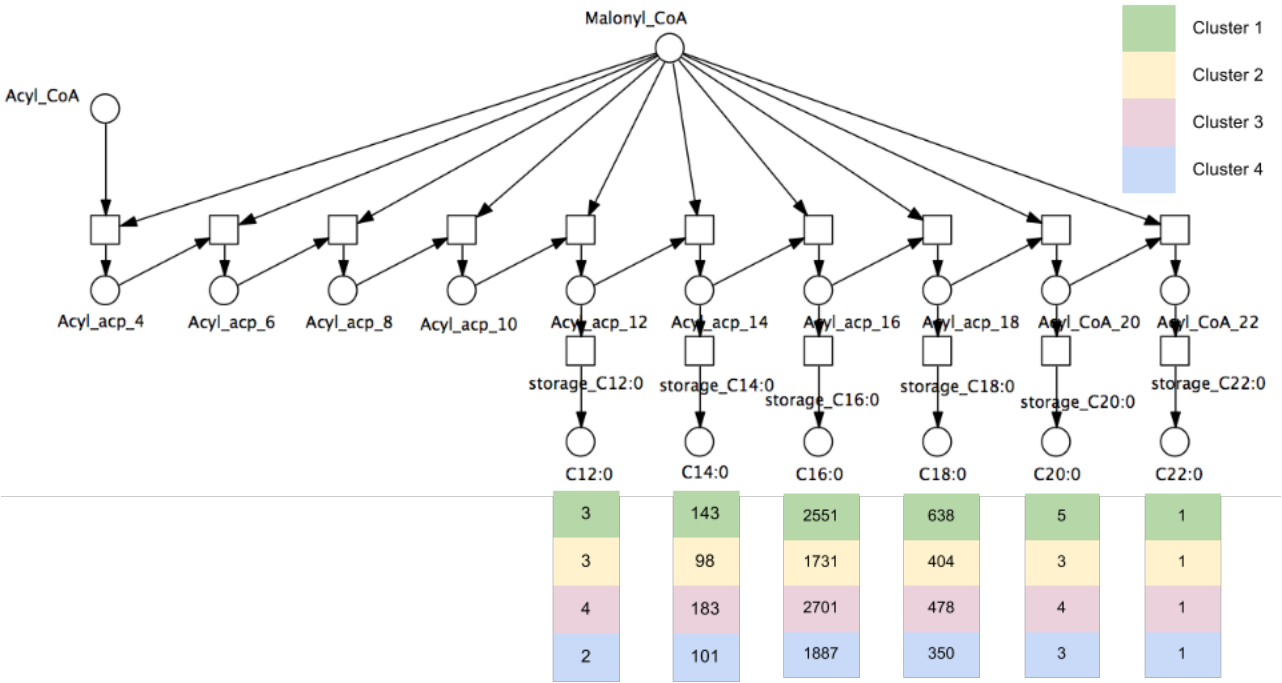 Malonyl_CoA
Cluster 1
Cluster 2
Cluster 3
Cluster 4
Acyl_CoA
Acyl_acp_4
Acyl_acp_6
Acyl_acp_8
Acyl_acp_10
Acyl_acp_12
Acyl_acp_14
Acyl_acp_16
Acyl_acp_18
Acyl_CoA_20
Acyl_CoA_22
storage_C12:0
storage_C14:0
storage_C16:0
storage_C18:0
storage_C20:0
storage_C22:0
C12:0
C14:0
C16:0
C18:0
C20:0
C22:0
3 143 2551 638 5 1
3 98 1731 404 3 1
4 183 2701 478 4 1
2 101 1887 350 3 1